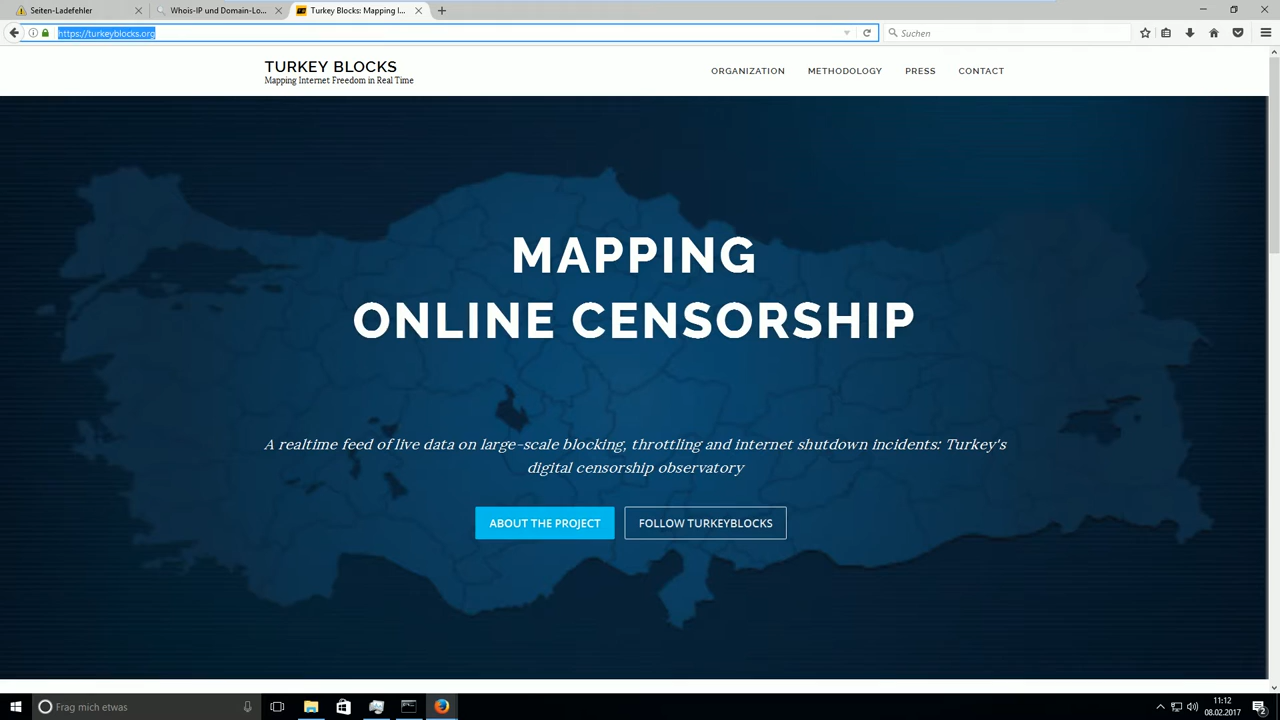 Seiten-Ladefehler
Whois-IP und Domain-Lo...
Turkey Blocks: Mapping I...
https://turkeyblocks.org
Suchen
TURKEY BLOCKS
Mapping Internet Freedom in Real Time
ORGANIZATION
METHODOLOGY
PRESS
CONTACT
MAPPING
ONLINE CENSORSHIP
A realtime feed of live data on large-scale blocking, throttling and internet shutdown incidents: Turkey's
digital censorship observatory
ABOUT THE PROJECT
FOLLOW TURKEYBLOCKS
Frag mich etwas
11:12
08.02.2017
2